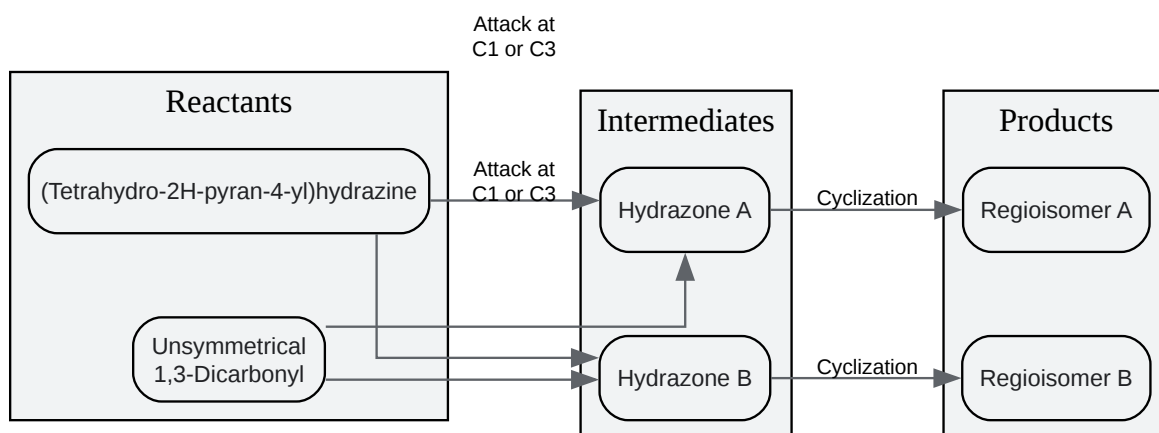 Attack at
C1 or C3
Reactants
Intermediates
Products
(Tetrahydro-2H-pyran-4-yl)hydrazine
Attack at
C1 or C3
Hydrazone A
Cyclization
Regioisomer A
Unsymmetrical
1,3-Dicarbonyl
Hydrazone B
Cyclization
Regioisomer B